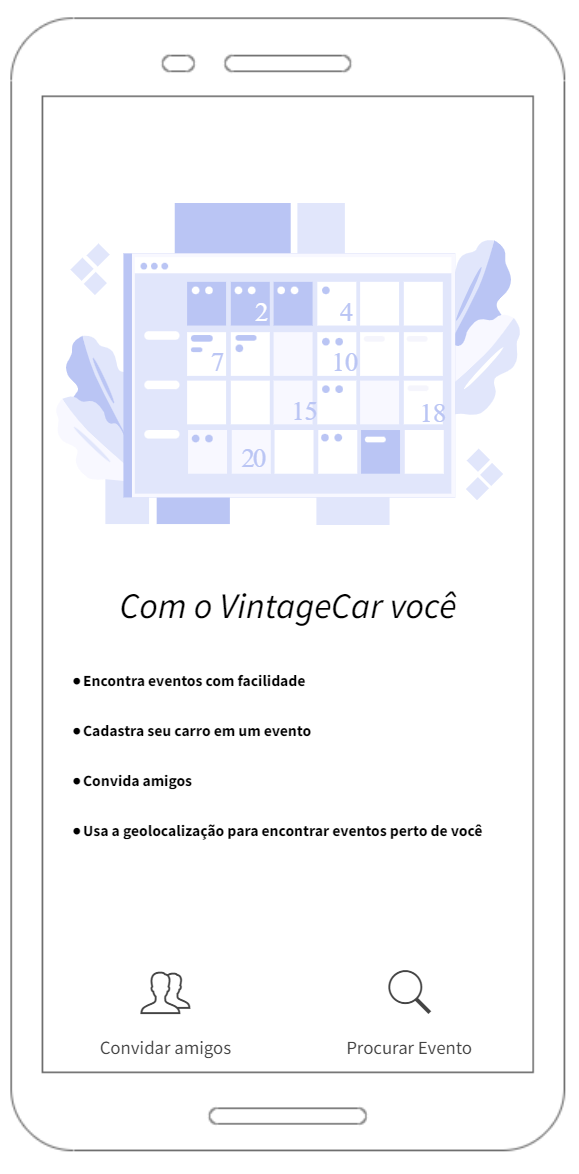 2 4
7 10
15 18
20
Com o VintageCar você
• Encontra eventos com facilidade
• Cadastra seu carro em um evento
• Convida amigos
• Usa a geolocalização para encontrar eventos perto de você
Convidar amigos Procurar Evento